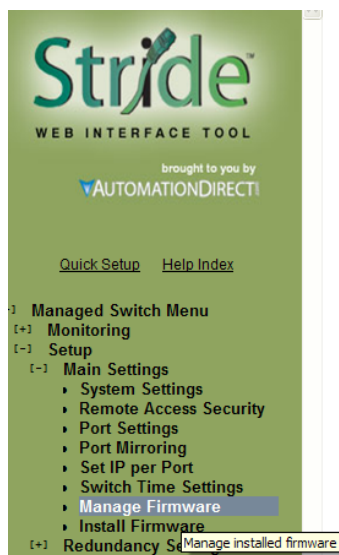 Stride™
WEB INTERFACE TOOL
brought to you by
AUTOMATIONDIRECT
Quick Setup Help Index
Managed Switch Menu
[+] Monitoring
[-] Setup
[-] Main Settings
System Settings
Remote Access Security
Port Settings
Port Mirroring
Set IP per Port
Switch Time Settings
Manage Firmware
Install Firmware
Manage installed firmware
[+] Redundancy